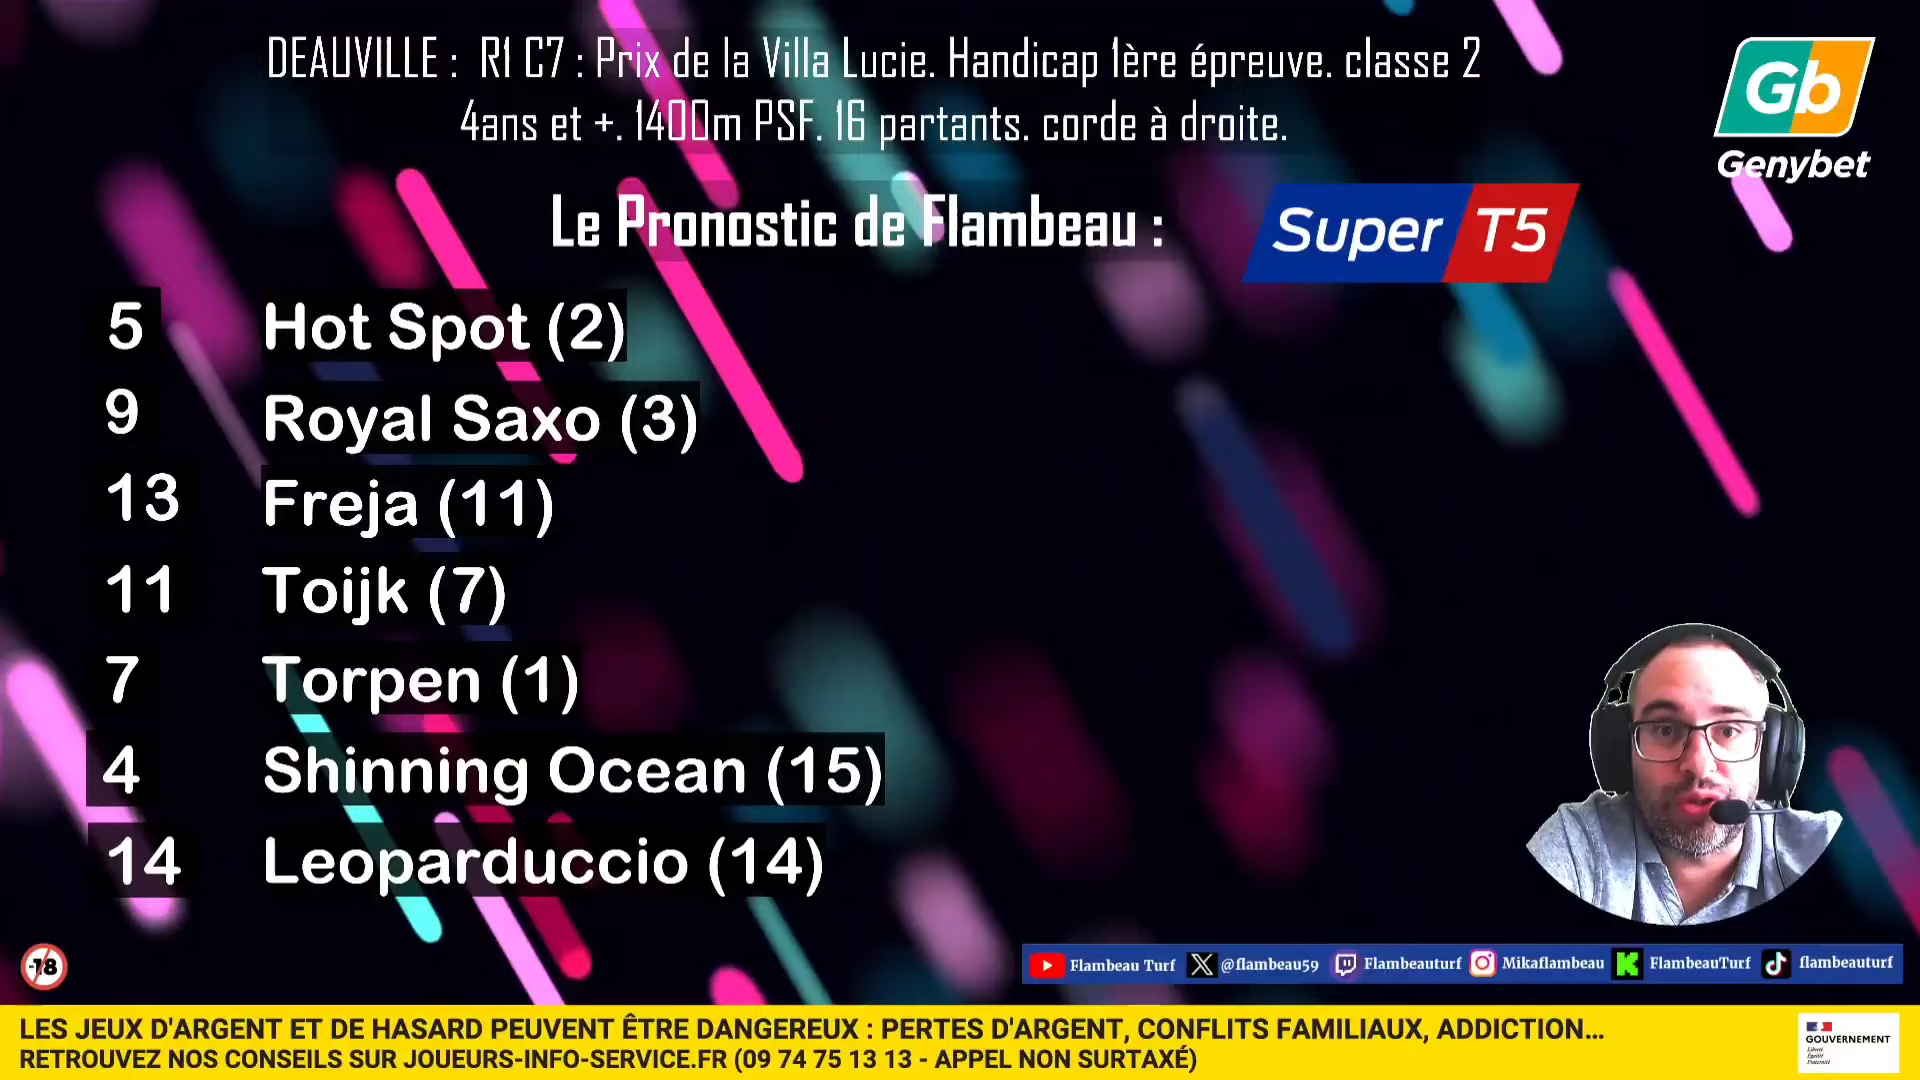 DEAUVILLE : R1 C7 : Prix de la Villa Lucie. Handicap 1ère épreuve. classe 2
4ans et +. 1400m PSF. 16 partants. corde à droite.
Gb
Genybet
Le Pronostic de Flambeau :
Super T5
5 Hot Spot (2)
9 Royal Saxo (3)
13 Freja (11)
11 Toijk (7)
7 Torpen (1)
4 Shinning Ocean (15)
14 Leoparduccio (14)
-18
Flambeau Turf @flambeau59 Flambeauturf Mikaflambeau FlambeauTurf flambeauturf
LES JEUX D'ARGENT ET DE HASARD PEUVENT ÊTRE DANGEREUX : PERTES D'ARGENT, CONFLITS FAMILIAUX, ADDICTION...
RETROUVEZ NOS CONSEILS SUR JOUEURS-INFO-SERVICE.FR (09 74 75 13 13 - APPEL NON SURTAXÉ)
GOUVERNEMENT
Liberté
Égalité
Fraternité